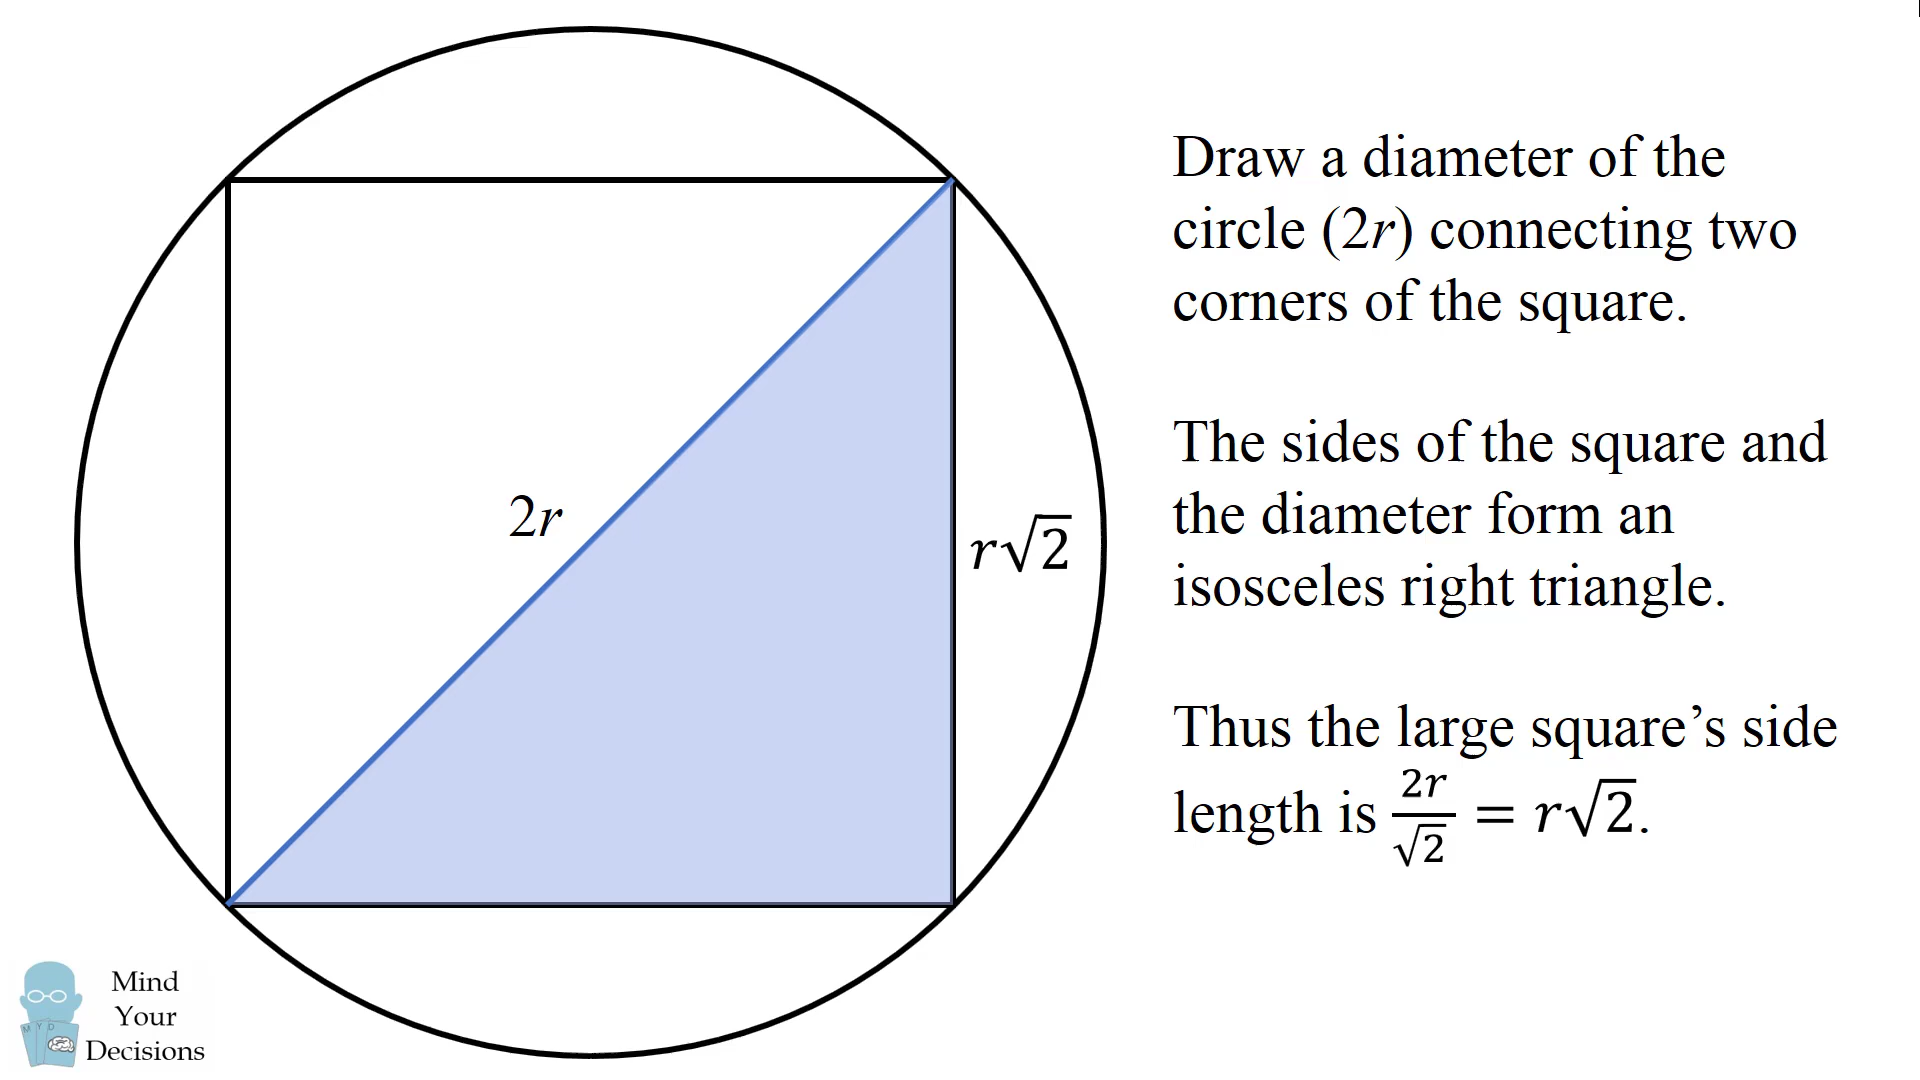 Draw a diameter of the
circle (2r) connecting two
corners of the square.
The sides of the square and
the diameter form an
isosceles right triangle.
Thus the large square’s side
length is 2r/√2 = r√2.
2r
r√2
Mind
Your
Decisions
M Y D